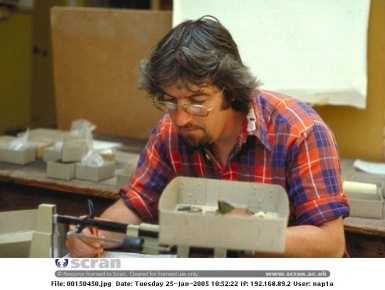 scran
© Resource licensed to Scran. Cleared for licensed use only. www.scran.ac.uk
File: 00150450.jpg Date: Tuesday 25-Jan-2005 10:52:22 IP: 192.168.89.2 User: nap1a